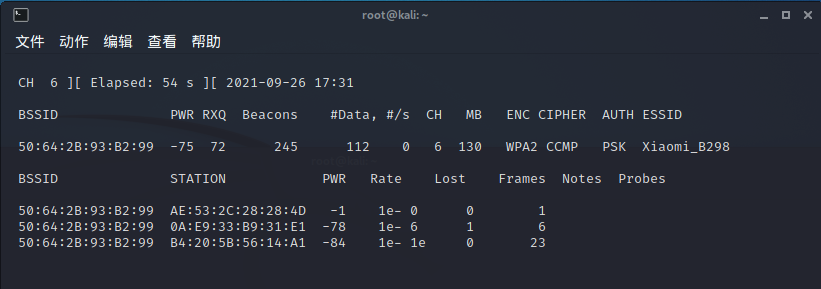 root@kali: ~
文件 动作 编辑 查看 帮助
CH 6 ][ Elapsed: 54 s ][ 2021-09-26 17:31
BSSID PWR RXQ Beacons #Data, #/s CH MB ENC CIPHER AUTH ESSID
50:64:2B:93:B2:99 -75 72 245 112 0 6 130 WPA2 CCMP PSK Xiaomi_B298
BSSID STATION PWR Rate Lost Frames Notes Probes
50:64:2B:93:B2:99 AE:53:2C:28:28:4D -1 1e- 0 0 1
50:64:2B:93:B2:99 0A:E9:33:B9:31:E1 -78 1e- 6 1 6
50:64:2B:93:B2:99 B4:20:5B:56:14:A1 -84 1e- 1e 0 23